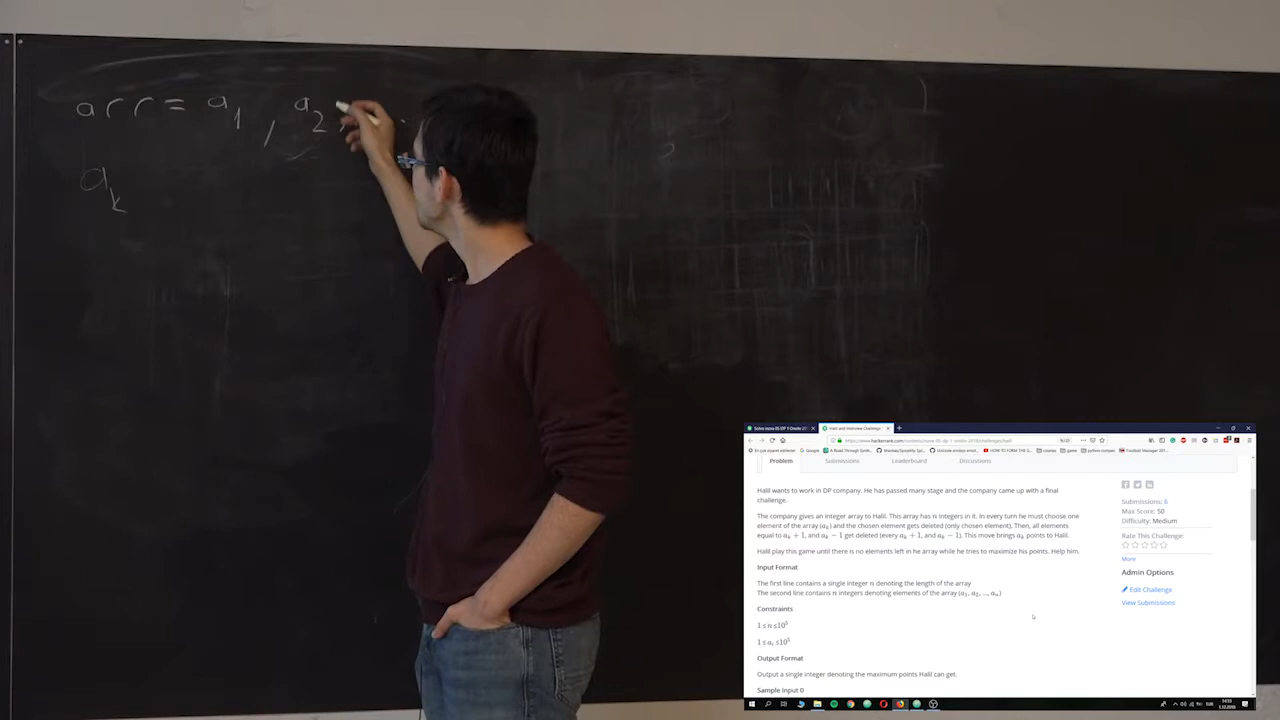 arr = a1, a2,
ak
Problem Submissions Leaderboard Discussions
Halil wants to work in DP company. He has passed many stage and the company came up with a final
challenge.
The company gives an integer array to Halil. This array has n integers in it. In every turn he must choose one
element of the array (ak) and the chosen element gets deleted (only chosen element). Then, all elements
equal to ak + 1, and ak − 1 get deleted (every ak + 1, and ak − 1). This move brings ak points to Halil.
Halil play this game until there is no elements left in he array while he tries to maximize his points. Help him.
Input Format
The first line contains a single integer n denoting the length of the array
The second line contains n integers denoting elements of the array (a1, a2, .., an)
Constraints
1 ≤ n ≤10^5
1 ≤ ai ≤10^5
Output Format
Output a single integer denoting the maximum points Halil can get.
Sample Input 0
Submissions: 6
Max Score: 50
Difficulty: Medium
Rate This Challenge:
More
Admin Options
Edit Challenge
View Submissions